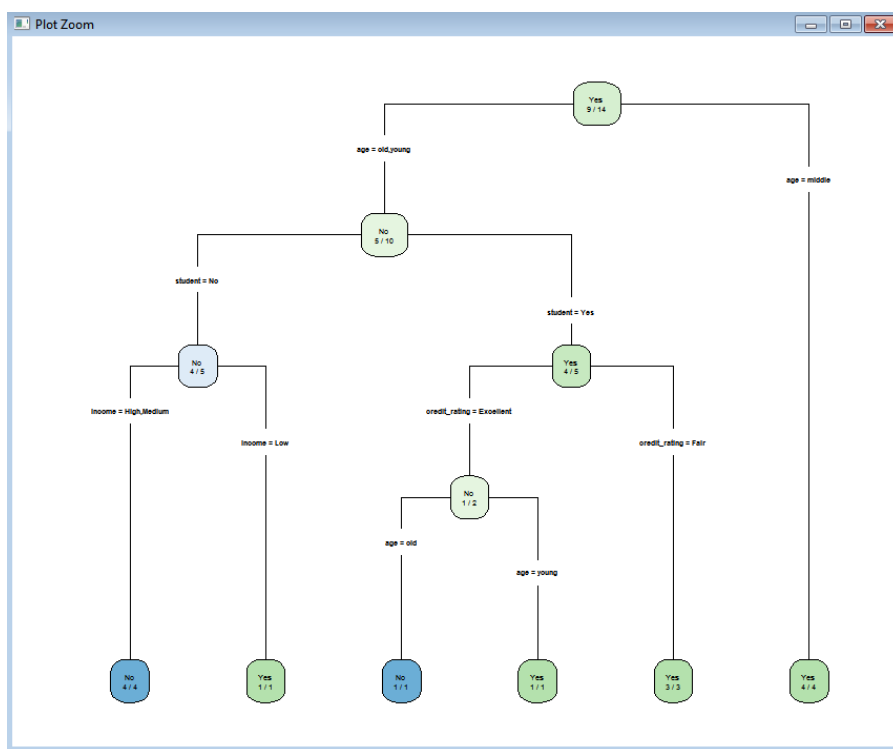 Plot Zoom
Yes
9 / 14
age = old,young
age = middle
No
5 / 10
student = No
student = Yes
No
4 / 5
Yes
4 / 5
Income = High,Medium
credit_rating = Excellent
Income = Low
credit_rating = Fair
No
1 / 2
age = old
age = young
No
4 / 4
Yes
1 / 1
No
1 / 1
Yes
1 / 1
Yes
3 / 3
Yes
4 / 4